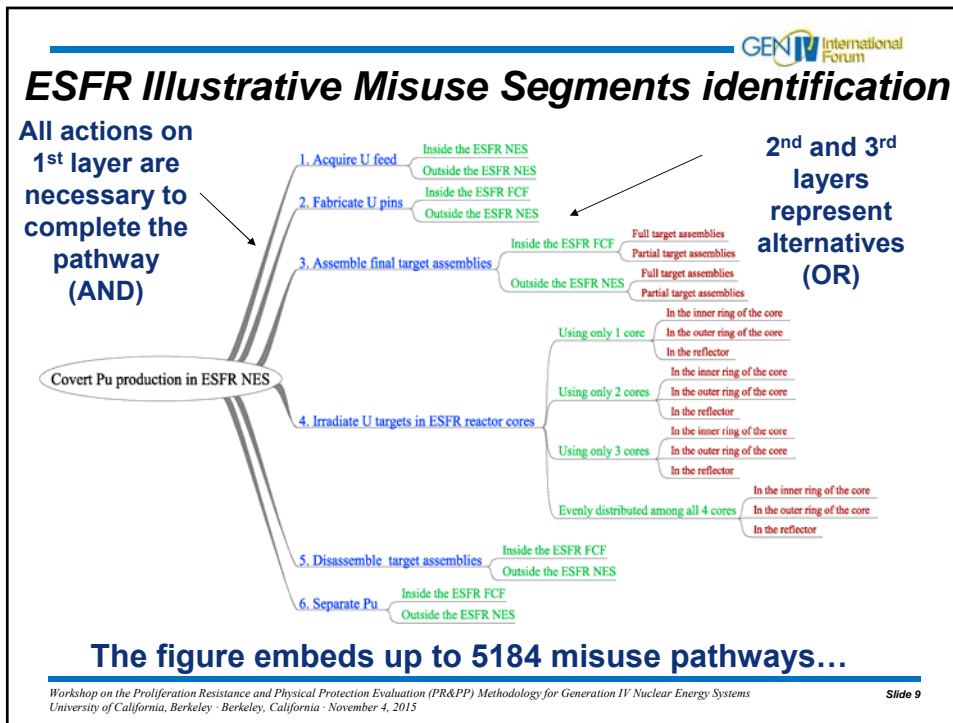 GEN IV International
Forum
ESFR Illustrative Misuse Segments identification
All actions on
1st layer are
necessary to
complete the
pathway
(AND)
2nd and 3rd
layers
represent
alternatives
(OR)
Covert Pu production in ESFR NES
1. Acquire U feed
Inside the ESFR NES
Outside the ESFR NES
2. Fabricate U pins
Inside the ESFR FCF
Outside the ESFR NES
3. Assemble final target assemblies
Inside the ESFR FCF
Full target assemblies
Partial target assemblies
Outside the ESFR NES
Full target assemblies
Partial target assemblies
4. Irradiate U targets in ESFR reactor cores
Using only 1 core
In the inner ring of the core
In the outer ring of the core
In the reflector
Using only 2 cores
In the inner ring of the core
In the outer ring of the core
In the reflector
Using only 3 cores
In the inner ring of the core
In the outer ring of the core
In the reflector
Evenly distributed among all 4 cores
In the inner ring of the core
In the outer ring of the core
In the reflector
5. Disassemble target assemblies
Inside the ESFR FCF
Outside the ESFR NES
6. Separate Pu
Inside the ESFR FCF
Outside the ESFR NES
The figure embeds up to 5184 misuse pathways…
Workshop on the Proliferation Resistance and Physical Protection Evaluation (PR&PP) Methodology for Generation IV Nuclear Energy Systems
University of California, Berkeley · Berkeley, California · November 4, 2015
Slide 9